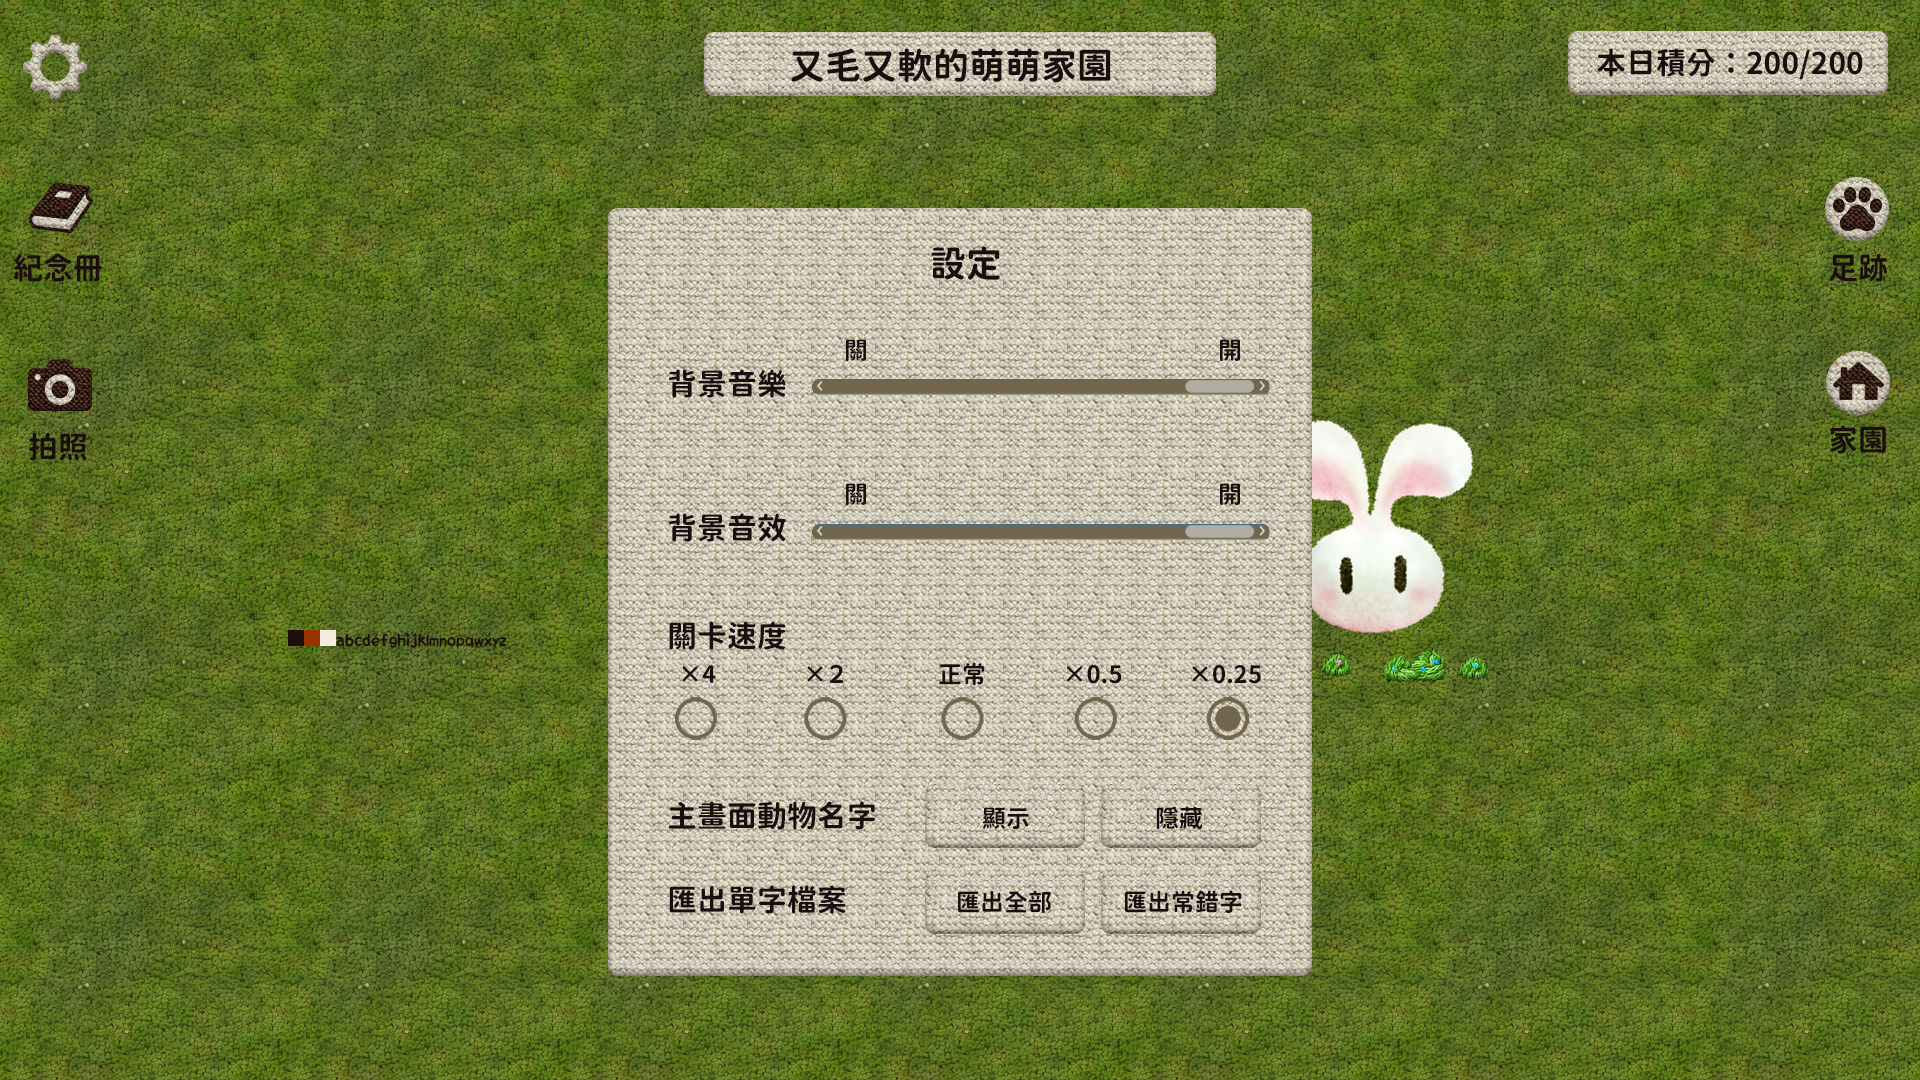 又毛又軟的萌萌家園
本日積分：200/200
紀念冊
足跡
拍照
家園
設定
關 開
背景音樂
關 開
背景音效
關卡速度
×4 ×2 正常 ×0.5 ×0.25
abcdefghijklmnopqwxyz
主畫面動物名字 顯示 隱藏
匯出單字檔案 匯出全部 匯出常錯字